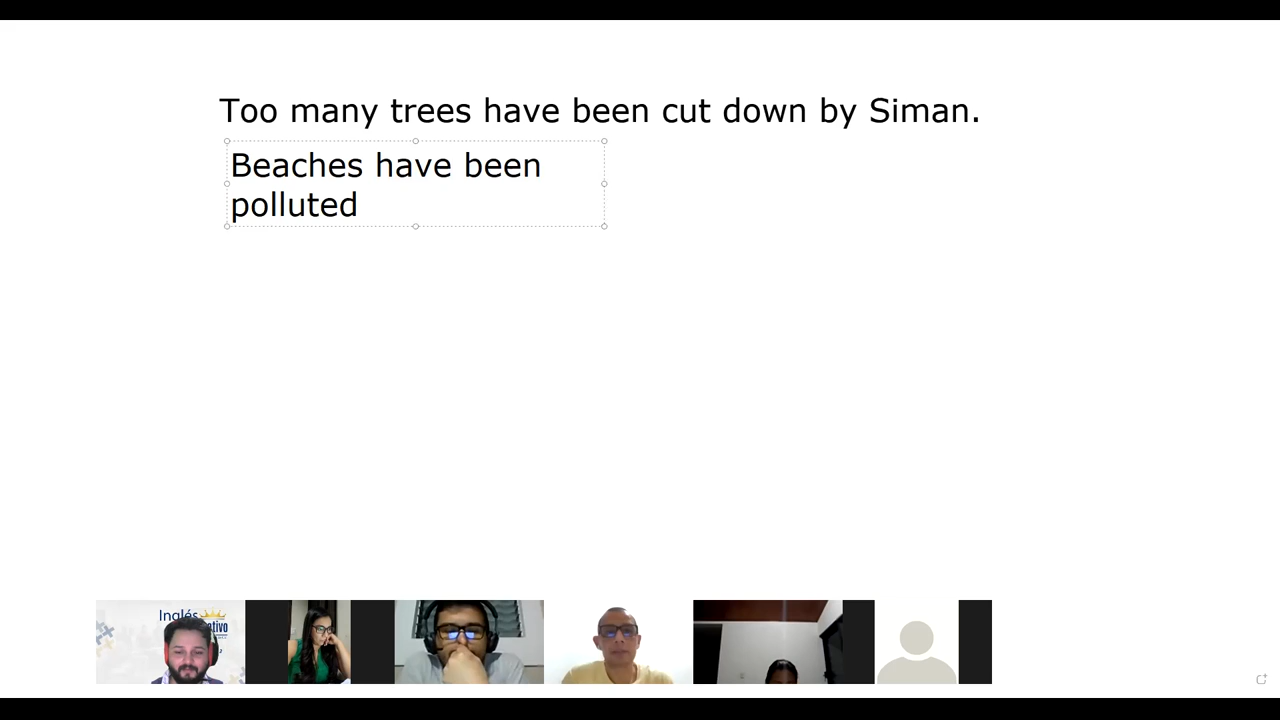 Too many trees have been cut down by Siman.
Beaches have been
polluted
Inglés